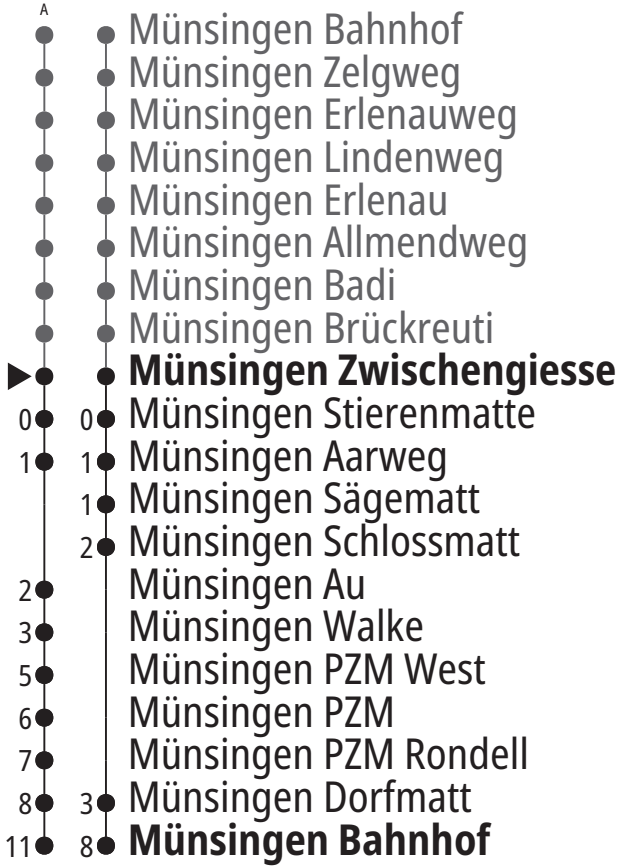 A
Münsingen Bahnhof
Münsingen Zelgweg
Münsingen Erlenauweg
Münsingen Lindenweg
Münsingen Erlenau
Münsingen Allmendweg
Münsingen Badi
Münsingen Brückreuti
Münsingen Zwischengiesse
0 0 Münsingen Stierenmatte
1 1 Münsingen Aarweg
1 Münsingen Sägematt
2 Münsingen Schlossmatt
2 Münsingen Au
3 Münsingen Walke
5 Münsingen PZM West
6 Münsingen PZM
7 Münsingen PZM Rondell
8 3 Münsingen Dorfmatt
11 8 Münsingen Bahnhof